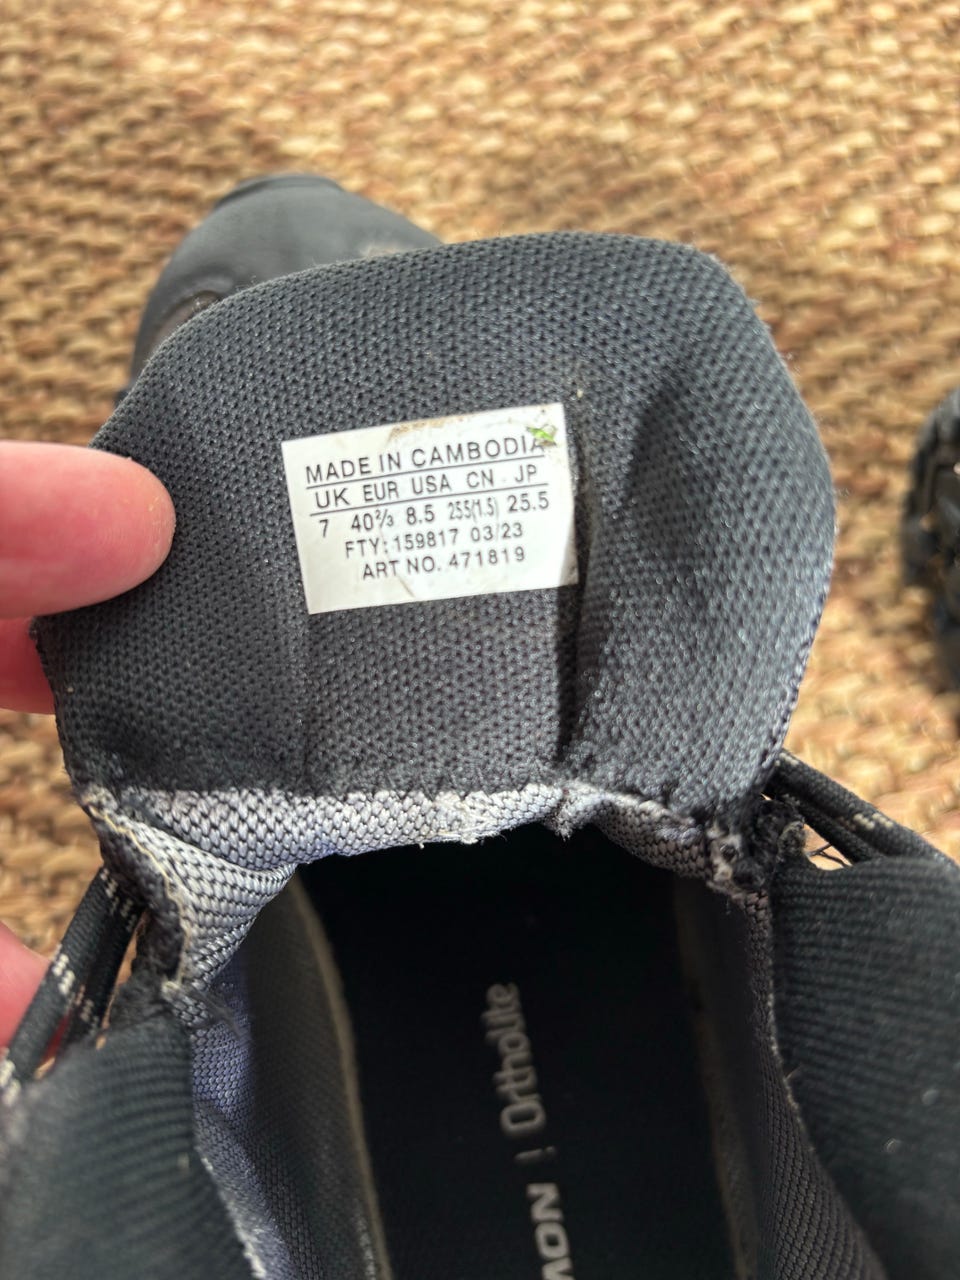 MADE IN CAMBODIA
UK EUR USA CN JP
7 40⅔ 8.5 255(1.5) 25.5
FTY: 159817 03/23
ART NO. 471819
Ortholite
MON